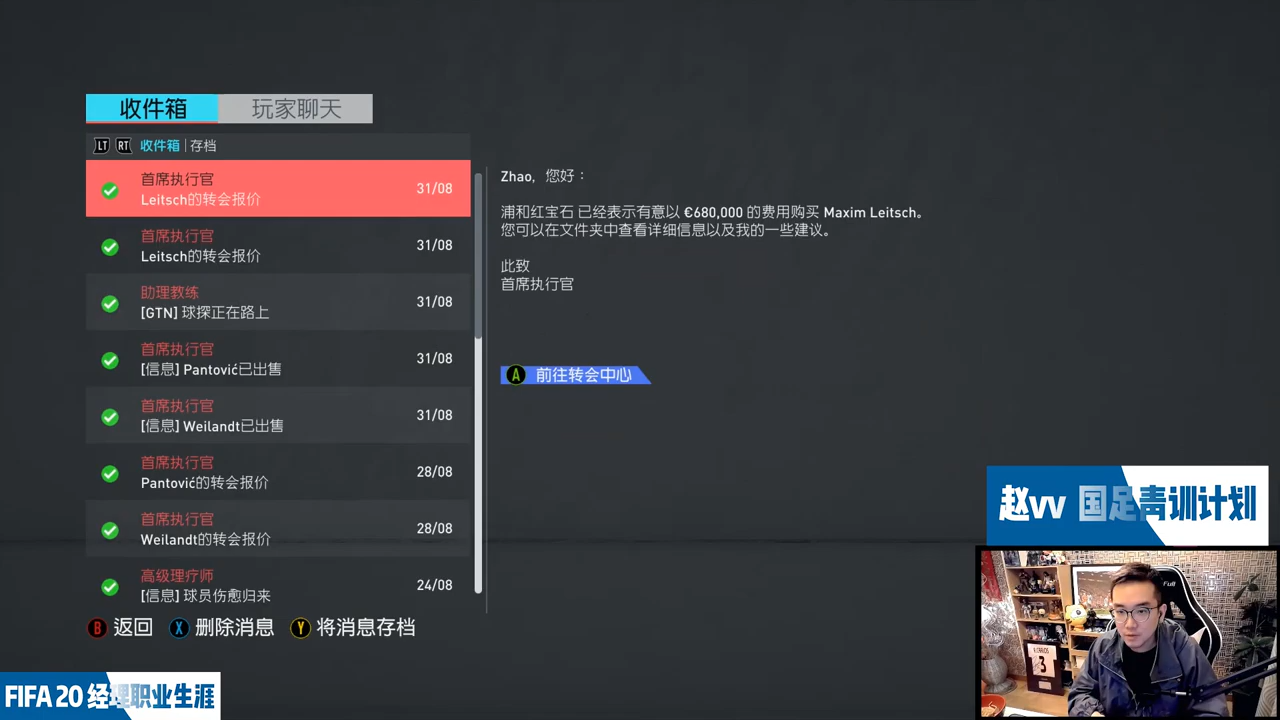 收件箱
玩家聊天
LT RT 收件箱 | 存档
首席执行官
Leitsch的转会报价
31/08
首席执行官
Leitsch的转会报价
31/08
助理教练
[GTN] 球探正在路上
31/08
首席执行官
[信息] Pantović已出售
31/08
首席执行官
[信息] Weilandt已出售
31/08
首席执行官
Pantović的转会报价
28/08
首席执行官
Weilandt的转会报价
28/08
高级理疗师
[信息] 球员伤愈归来
24/08
Zhao，您好：
浦和红宝石 已经表示有意以 €680,000 的费用购买 Maxim Leitsch。
您可以在文件夹中查看详细信息以及我的一些建议。
此致
首席执行官
A 前往转会中心
B 返回 X 删除消息 Y 将消息存档
赵vv 国足青训计划
Full
R.CARLOS
3
FIFA 20 经理职业生涯